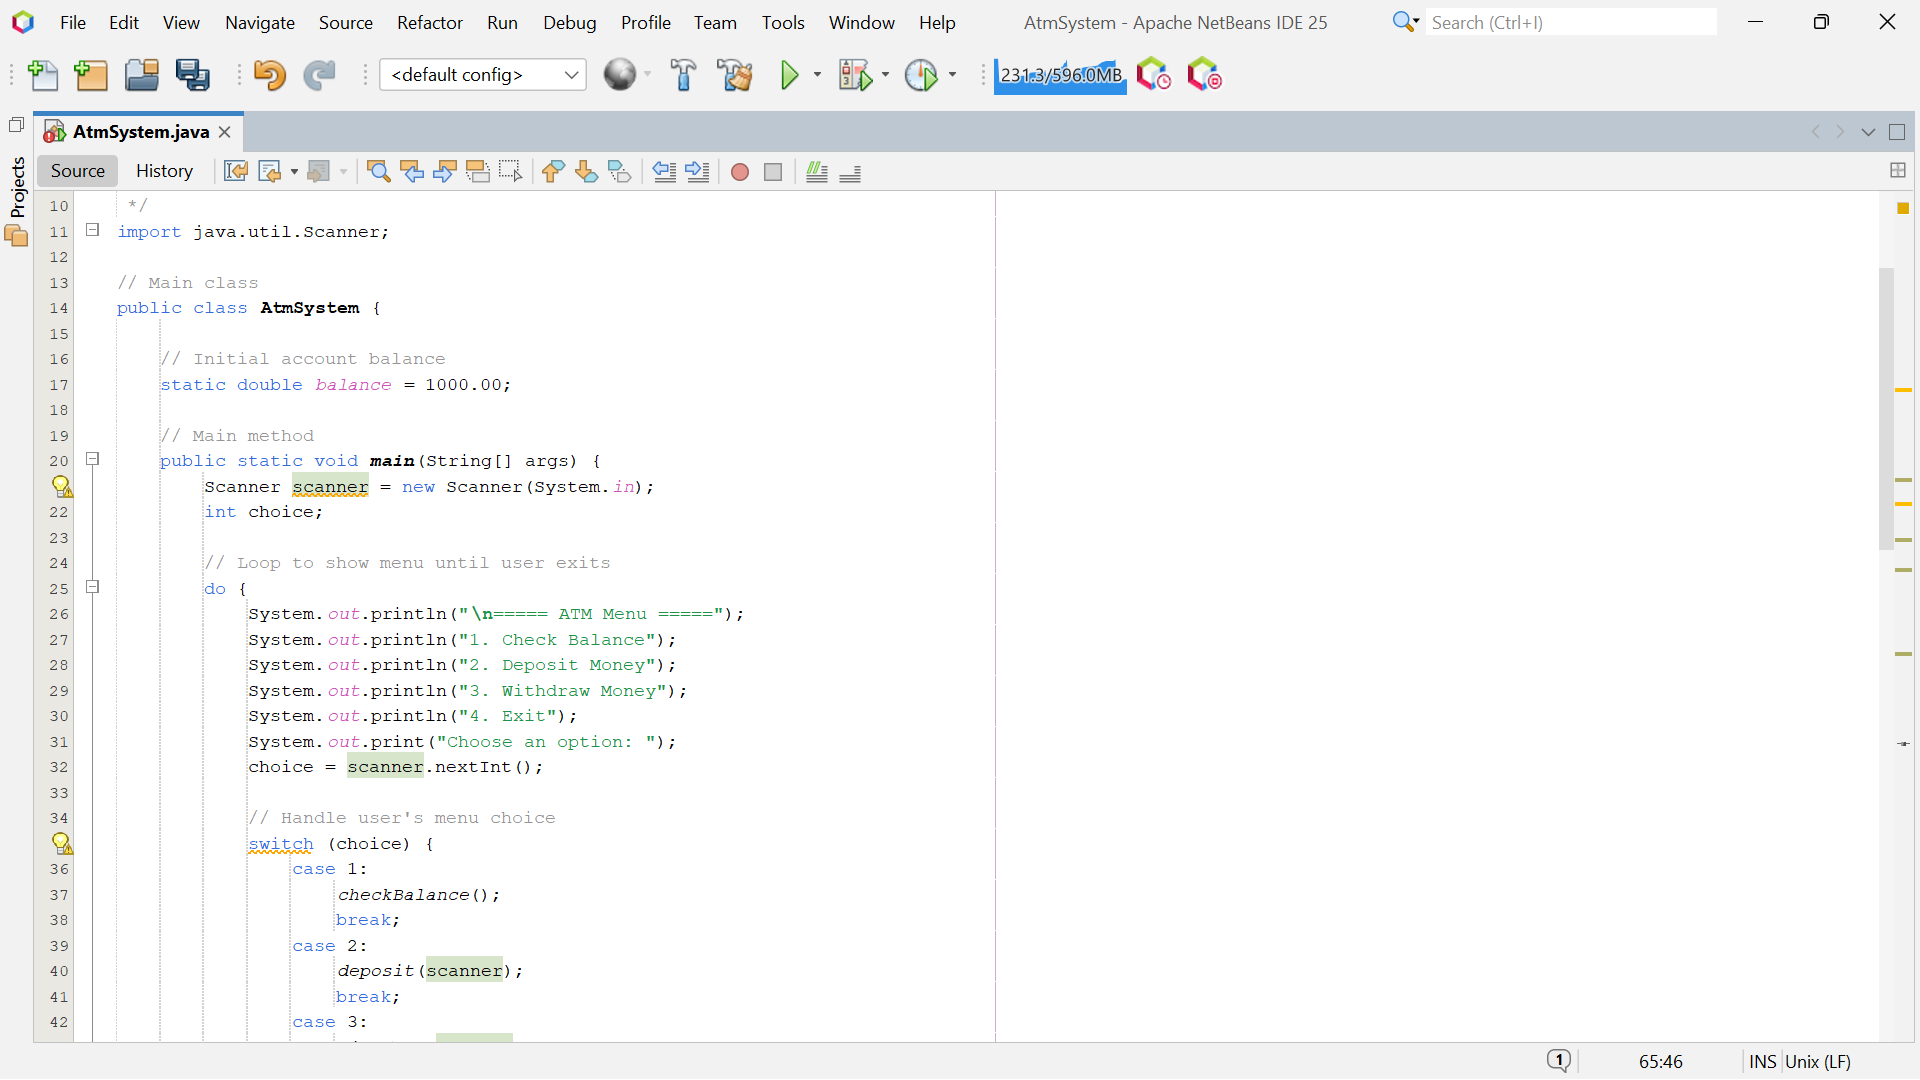 File Edit View Navigate Source Refactor Run Debug Profile Team Tools Window Help AtmSystem - Apache NetBeans IDE 25 Search (Ctrl+I)
<default config> 231.3/596.0MB
AtmSystem.java
Projects
Source History
10 */
11 import java.util.Scanner;
12
13 // Main class
14 public class AtmSystem {
15
16 // Initial account balance
17 static double balance = 1000.00;
18
19 // Main method
20 public static void main(String[] args) {
Scanner scanner = new Scanner(System.in);
22 int choice;
23
24 // Loop to show menu until user exits
25 do {
26 System.out.println("\n===== ATM Menu =====");
27 System.out.println("1. Check Balance");
28 System.out.println("2. Deposit Money");
29 System.out.println("3. Withdraw Money");
30 System.out.println("4. Exit");
31 System.out.print("Choose an option: ");
32 choice = scanner.nextInt();
33
34 // Handle user's menu choice
switch (choice) {
36 case 1:
37 checkBalance();
38 break;
39 case 2:
40 deposit(scanner);
41 break;
42 case 3:
1 65:46 INS Unix (LF)